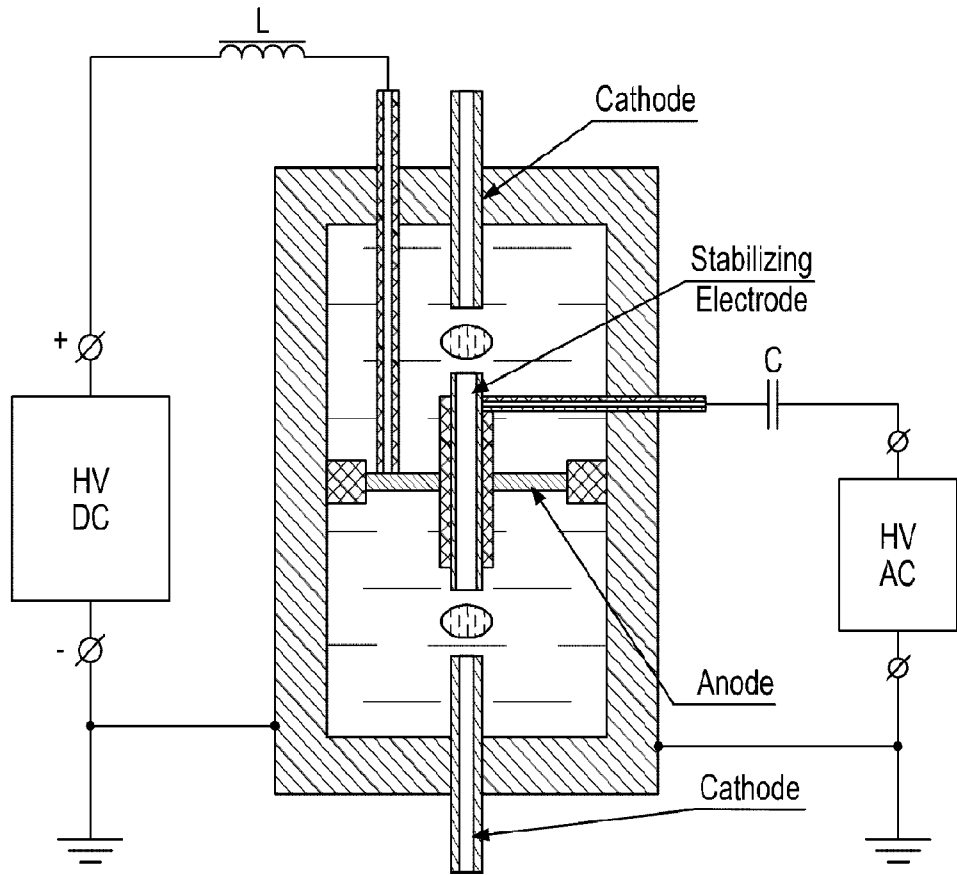 L
Cathode
Stabilizing
Electrode
C
+
HV
DC
-
HV
AC
Anode
Cathode